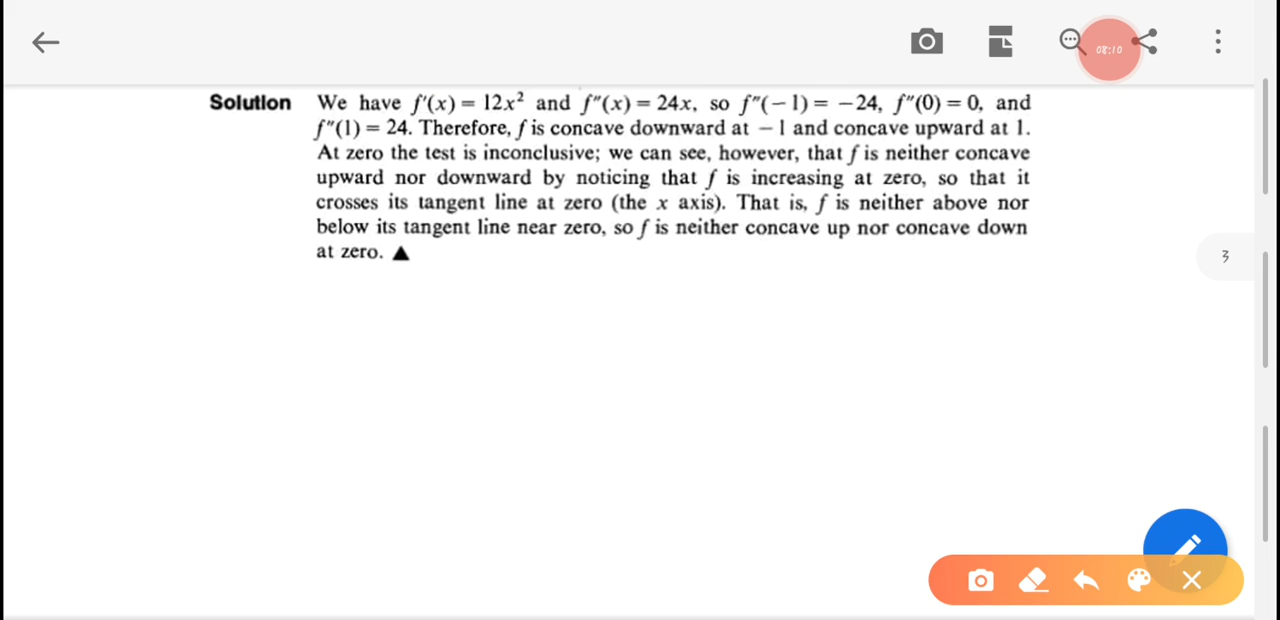 08:10
Solution We have f′(x) = 12x² and f″(x) = 24x, so f″(−1) = −24, f″(0) = 0, and
f″(1) = 24. Therefore, f is concave downward at −1 and concave upward at 1.
At zero the test is inconclusive; we can see, however, that f is neither concave
upward nor downward by noticing that f is increasing at zero, so that it
crosses its tangent line at zero (the x axis). That is, f is neither above nor
below its tangent line near zero, so f is neither concave up nor concave down
at zero. ▲
3